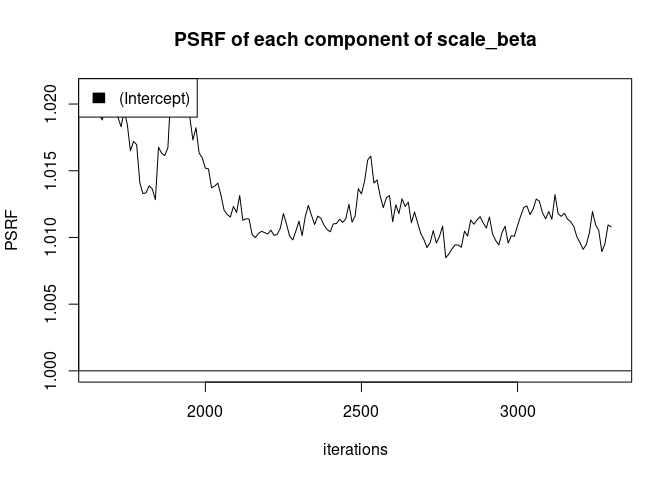 PSRF of each component of scale_beta
(Intercept)
PSRF
1.020
1.015
1.010
1.005
1.000
2000
2500
3000
iterations